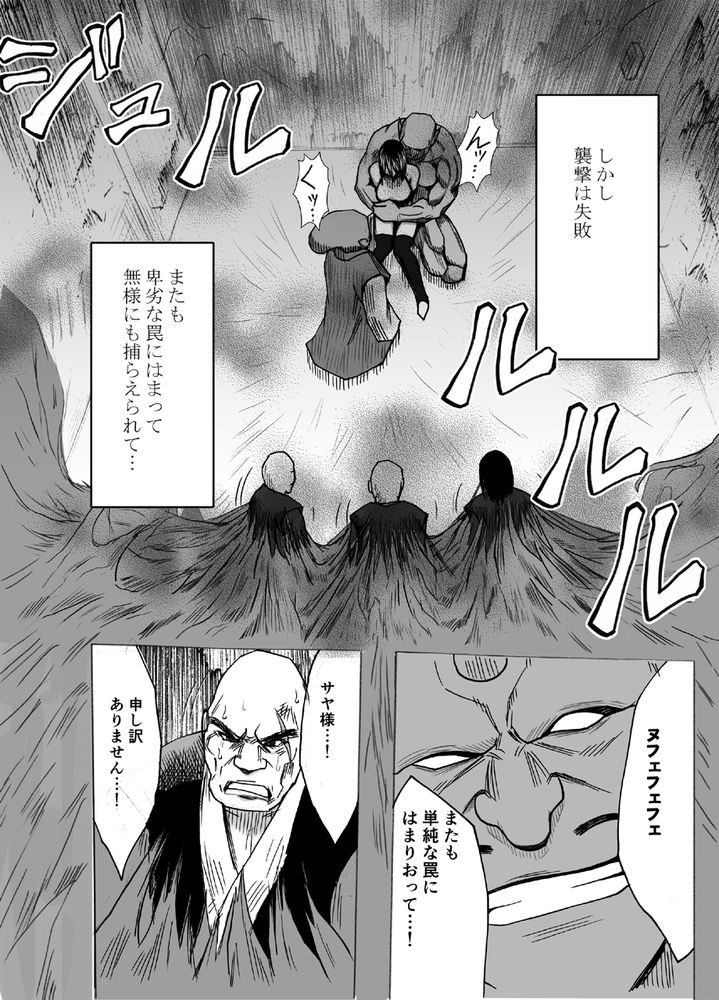 しかし
襲撃は失敗
んッ…
くッ…
ジュル
ルルル
またも
卑劣な罠にはまって
無様にも捕らえられて…
ヌフェフェフェ
またも
単純な罠に
はまりおって…！
サヤ様…！
申し訳
ありません…！